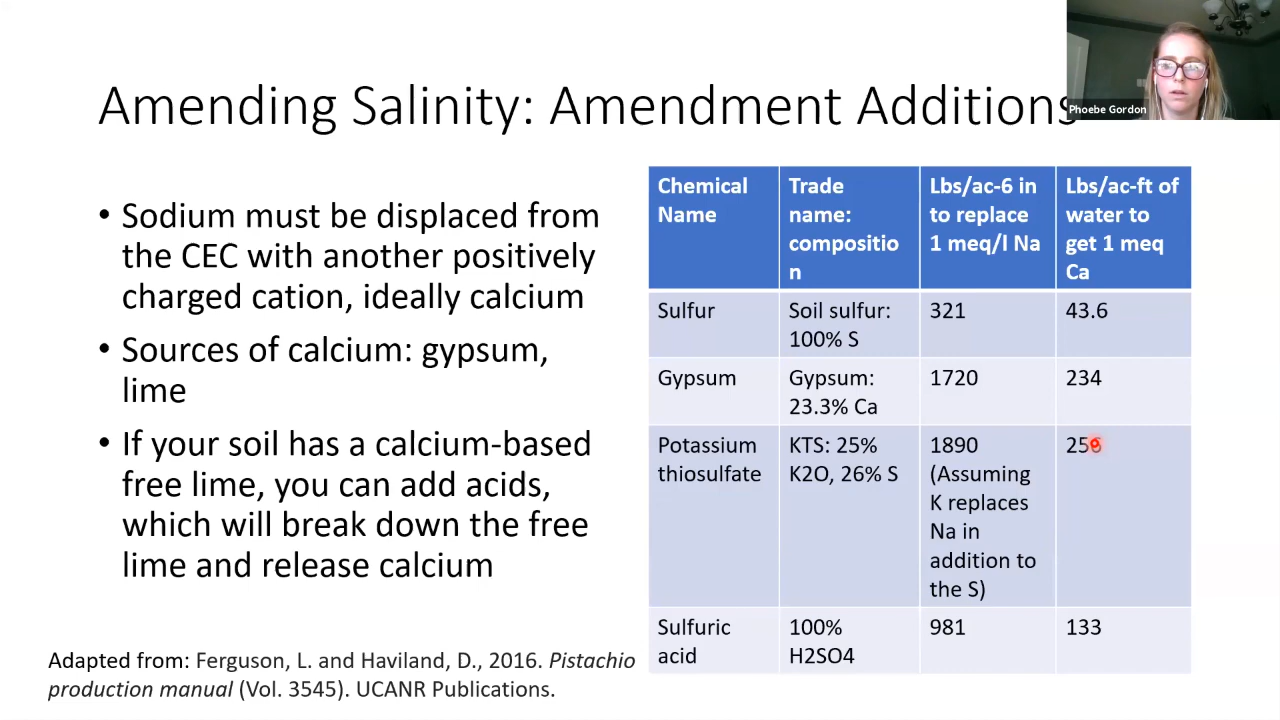 Phoebe Gordon
Amending Salinity: Amendment Additions
• Sodium must be displaced from
the CEC with another positively
charged cation, ideally calcium
• Sources of calcium: gypsum,
lime
• If your soil has a calcium-based
free lime, you can add acids,
which will break down the free
lime and release calcium
Chemical
Name
Trade
name:
compositio
n
Lbs/ac-6 in
to replace
1 meq/l Na
Lbs/ac-ft of
water to
get 1 meq
Ca
Sulfur
Soil sulfur:
100% S
321
43.6
Gypsum
Gypsum:
23.3% Ca
1720
234
Potassium
thiosulfate
KTS: 25%
K2O, 26% S
1890
(Assuming
K replaces
Na in
addition to
the S)
Sulfuric
acid
100%
H2SO4
981
133
Adapted from: Ferguson, L. and Haviland, D., 2016. Pistachio
production manual (Vol. 3545). UCANR Publications.